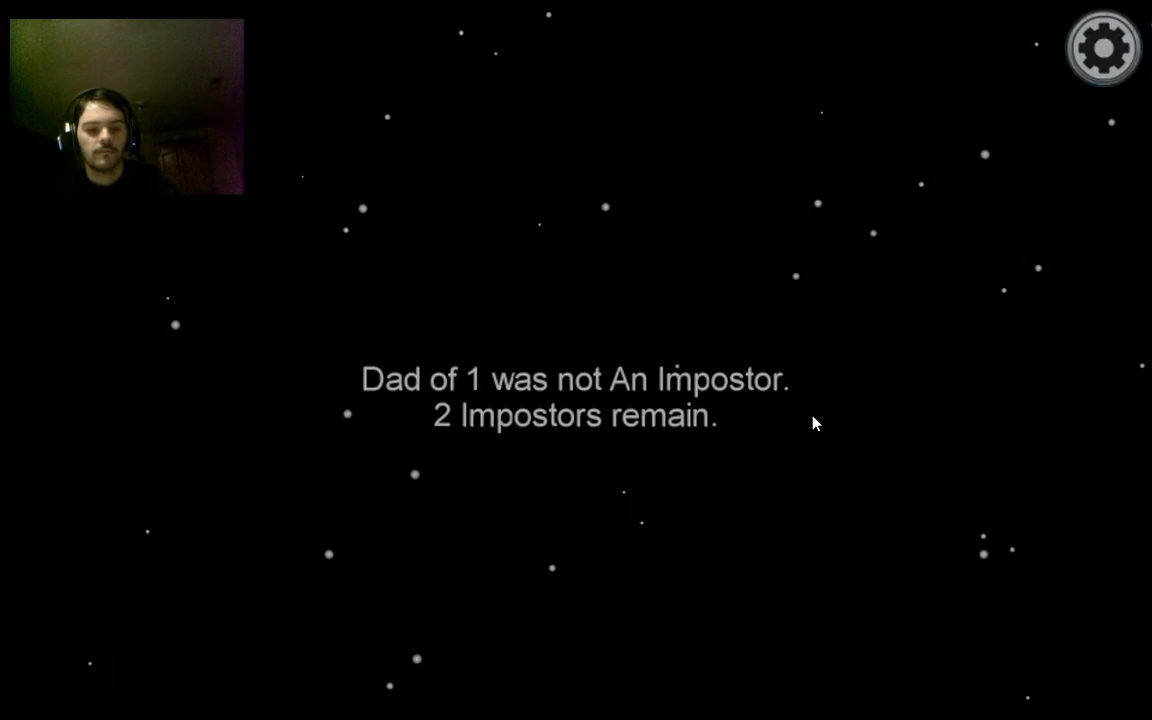 Dad of 1 was not An Impostor.
2 Impostors remain.